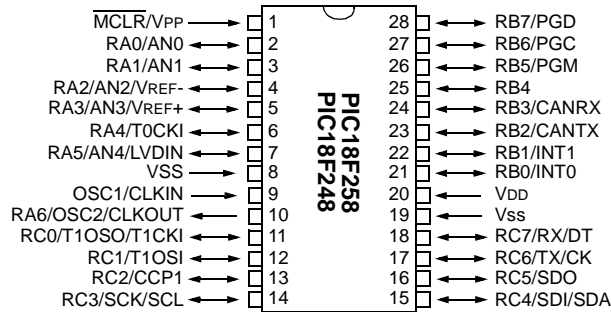 MCLR/VPP 1
RA0/AN0 2
RA1/AN1 3
RA2/AN2/VREF- 4
RA3/AN3/VREF+ 5
RA4/T0CKI 6
RA5/AN4/LVDIN 7
VSS 8
OSC1/CLKIN 9
RA6/OSC2/CLKOUT 10
RC0/T1OSO/T1CKI 11
RC1/T1OSI 12
RC2/CCP1 13
RC3/SCK/SCL 14
PIC18F258
PIC18F248
28 RB7/PGD
27 RB6/PGC
26 RB5/PGM
25 RB4
24 RB3/CANRX
23 RB2/CANTX
22 RB1/INT1
21 RB0/INT0
20 VDD
19 Vss
18 RC7/RX/DT
17 RC6/TX/CK
16 RC5/SDO
15 RC4/SDI/SDA